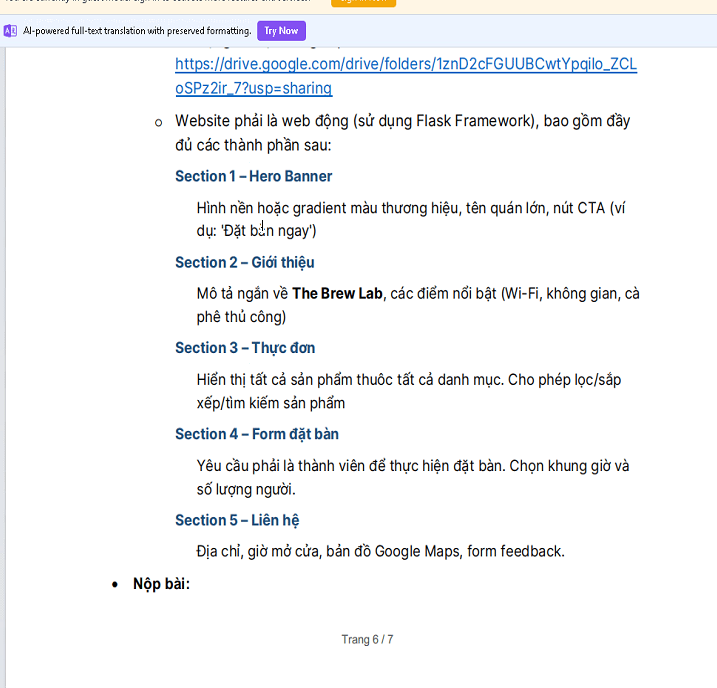 AI-powered full-text translation with preserved formatting. Try Now
https://drive.google.com/drive/folders/1znD2cFGUUBCwtYpqilo_ZCL
oSPz2ir_7?usp=sharing
Website phải là web động (sử dụng Flask Framework), bao gồm đầy
đủ các thành phần sau:
Section 1 – Hero Banner
Hình nền hoặc gradient màu thương hiệu, tên quán lớn, nút CTA (ví
dụ: 'Đặt bàn ngay')
Section 2 – Giới thiệu
Mô tả ngắn về The Brew Lab, các điểm nổi bật (Wi-Fi, không gian, cà
phê thủ công)
Section 3 – Thực đơn
Hiển thị tất cả sản phẩm thuôc tất cả danh mục. Cho phép lọc/sắp
xếp/tìm kiếm sản phẩm
Section 4 – Form đặt bàn
Yêu cầu phải là thành viên để thực hiện đặt bàn. Chọn khung giờ và
số lượng người.
Section 5 – Liên hệ
Địa chỉ, giờ mở cửa, bản đồ Google Maps, form feedback.
Nộp bài:
Trang 6 / 7